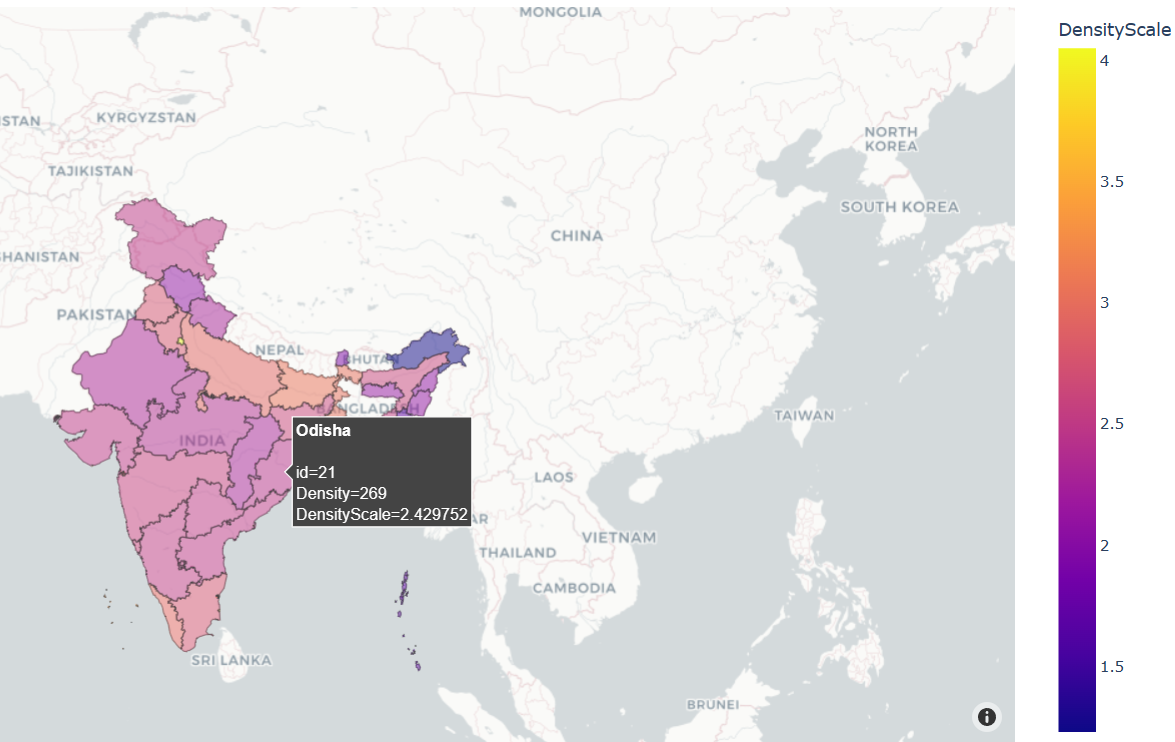 MONGOLIA
DensityScale
4
KYRGYZSTAN
STAN
NORTH
KOREA
TAJIKISTAN
3.5
SOUTH KOREA
CHINA
HANISTAN
3
PAKISTAN
NEPAL
BHUTA
BANGLADESH
TAIWAN
2.5
INDIA
Odisha
LAOS
id=21
Density=269
DensityScale=2.429752
AR
VIETNAM
2
THAILAND
CAMBODIA
SRI LANKA
1.5
BRUNEI